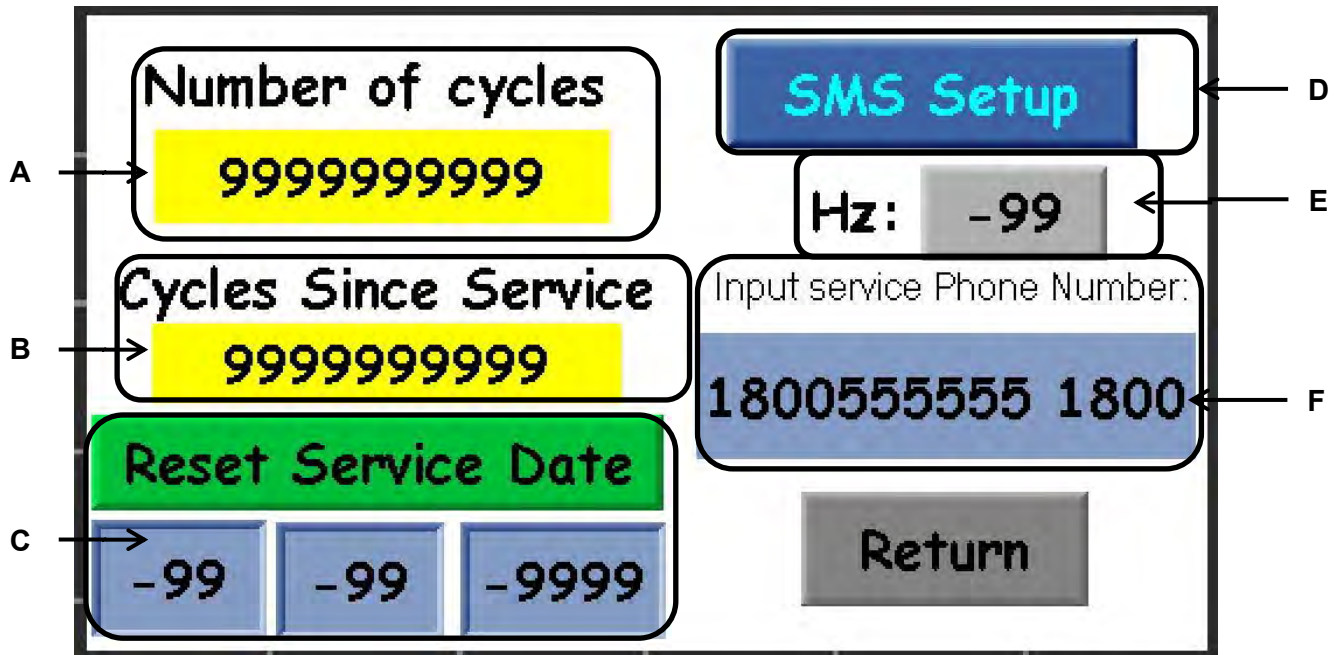 Number of cycles
9999999999
A
Cycles Since Service
9999999999
B
Reset Service Date
-99 -99 -9999
C
SMS Setup
D
Hz: -99
E
Input service Phone Number:
1800555555 1800
F
Return